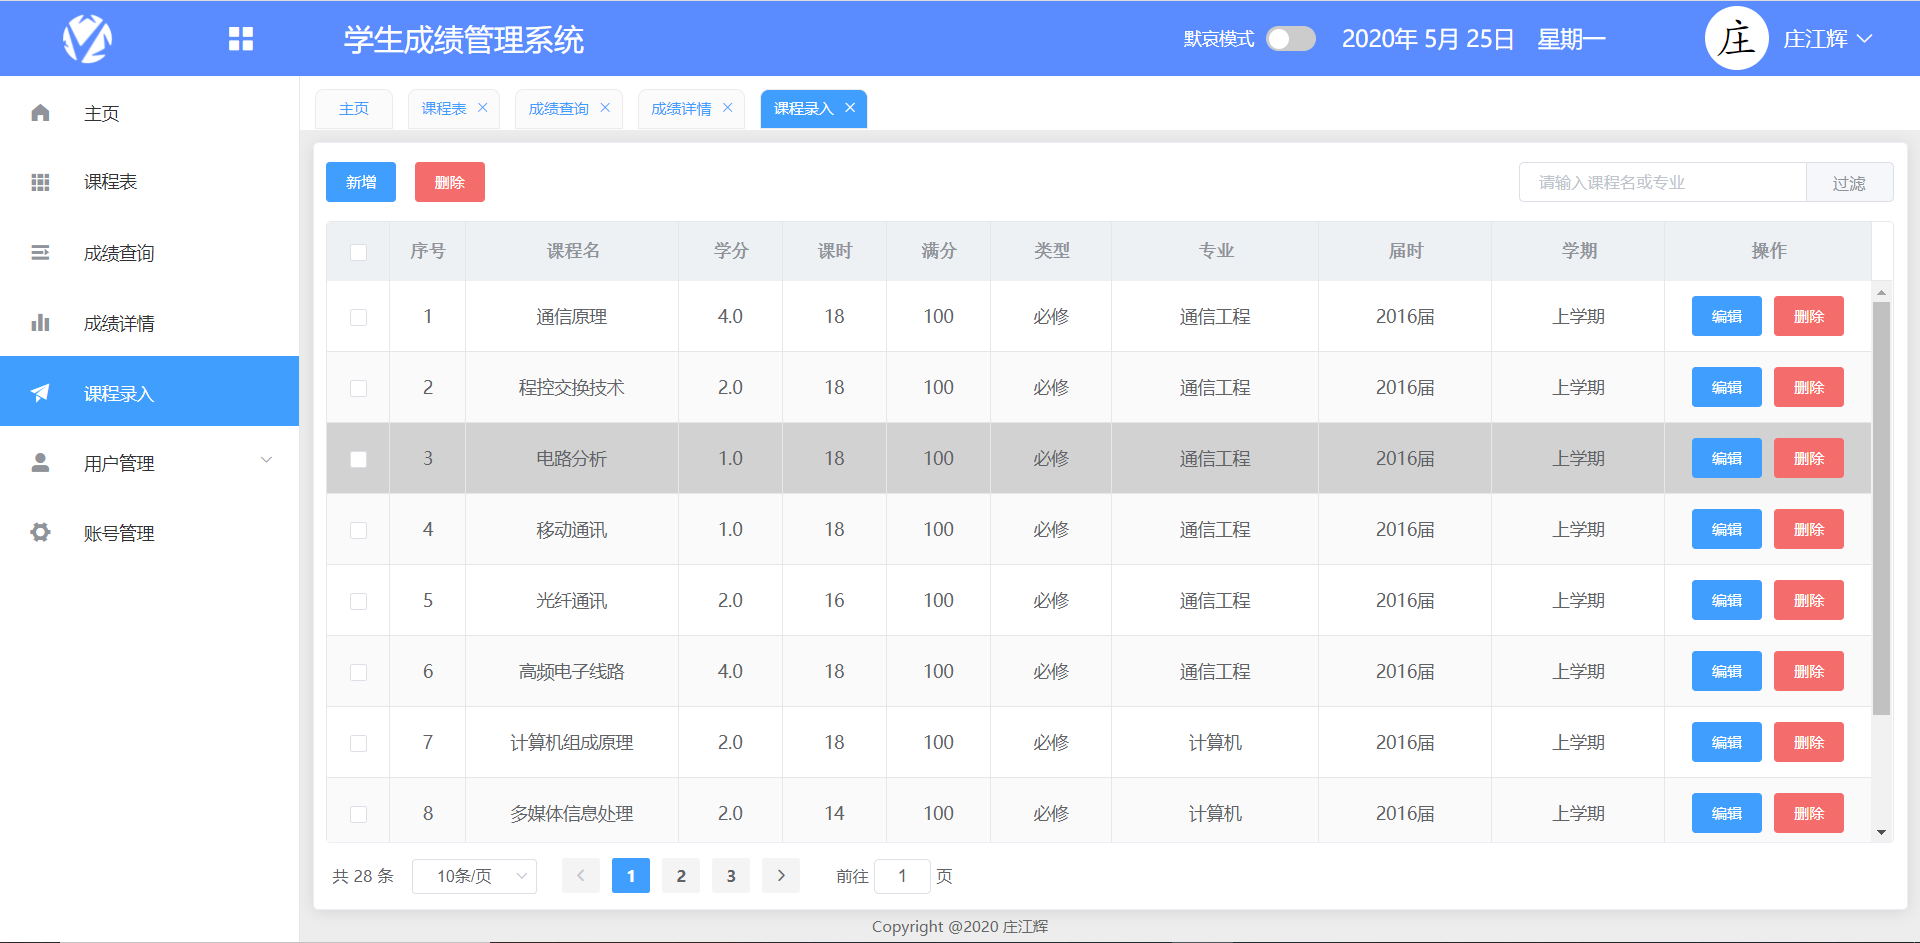 学生成绩管理系统 默哀模式 2020年 5月 25日 星期一 庄 庄江辉
主页
课程表
成绩查询
成绩详情
课程录入
用户管理
账号管理
主页 课程表 成绩查询 成绩详情 课程录入
新增 删除 请输入课程名或专业 过滤
序号 课程名 学分 课时 满分 类型 专业 届时 学期 操作
1 通信原理 4.0 18 100 必修 通信工程 2016届 上学期 编辑 删除
2 程控交换技术 2.0 18 100 必修 通信工程 2016届 上学期 编辑 删除
3 电路分析 1.0 18 100 必修 通信工程 2016届 上学期 编辑 删除
4 移动通讯 1.0 18 100 必修 通信工程 2016届 上学期 编辑 删除
5 光纤通讯 2.0 16 100 必修 通信工程 2016届 上学期 编辑 删除
6 高频电子线路 4.0 18 100 必修 通信工程 2016届 上学期 编辑 删除
7 计算机组成原理 2.0 18 100 必修 计算机 2016届 上学期 编辑 删除
8 多媒体信息处理 2.0 14 100 必修 计算机 2016届 上学期 编辑 删除
共 28 条 10条/页 1 2 3 前往 1 页
Copyright @2020 庄江辉